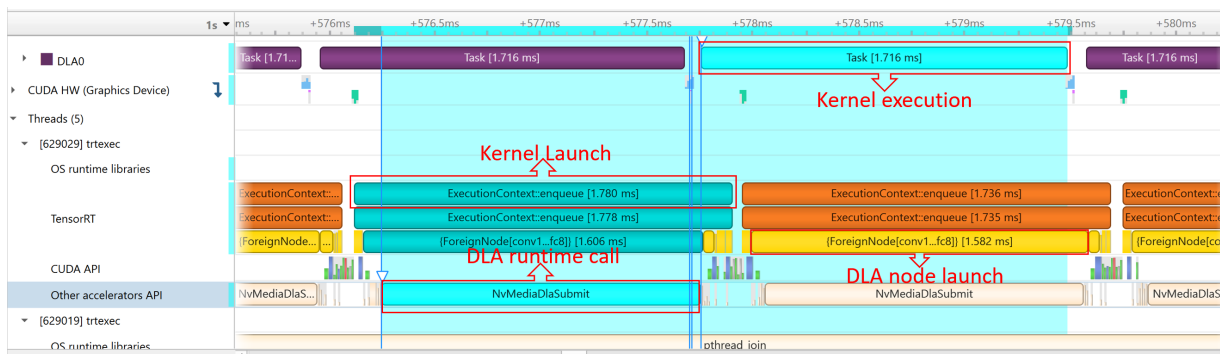 1s ms +576ms +576.5ms +577ms +577.5ms +578ms +578.5ms +579ms +579.5ms +580ms
DLA0 Task [1.71... Task [1.716 ms] Task [1.716 ms] Task [1.716 ms]
CUDA HW (Graphics Device)
Kernel execution
Threads (5)
[629029] trtexec
Kernel Launch
OS runtime libraries
ExecutionContext::... ExecutionContext::enqueue [1.780 ms] ExecutionContext::enqueue [1.736 ms] ExecutionContext::e
TensorRT ExecutionContext::... ExecutionContext::enqueue [1.778 ms] ExecutionContext::enqueue [1.735 ms] ExecutionContext::e
{ForeignNode... ... {ForeignNode[conv1...fc8]} [1.606 ms] {ForeignNode[conv1...fc8]} [1.582 ms] {ForeignNode[co
DLA runtime call
CUDA API
DLA node launch
Other accelerators API NvMediaDlaS... NvMediaDlaSubmit NvMediaDlaSubmit NvMediaDlaS
[629019] trtexec
OS runtime libraries pthread_join